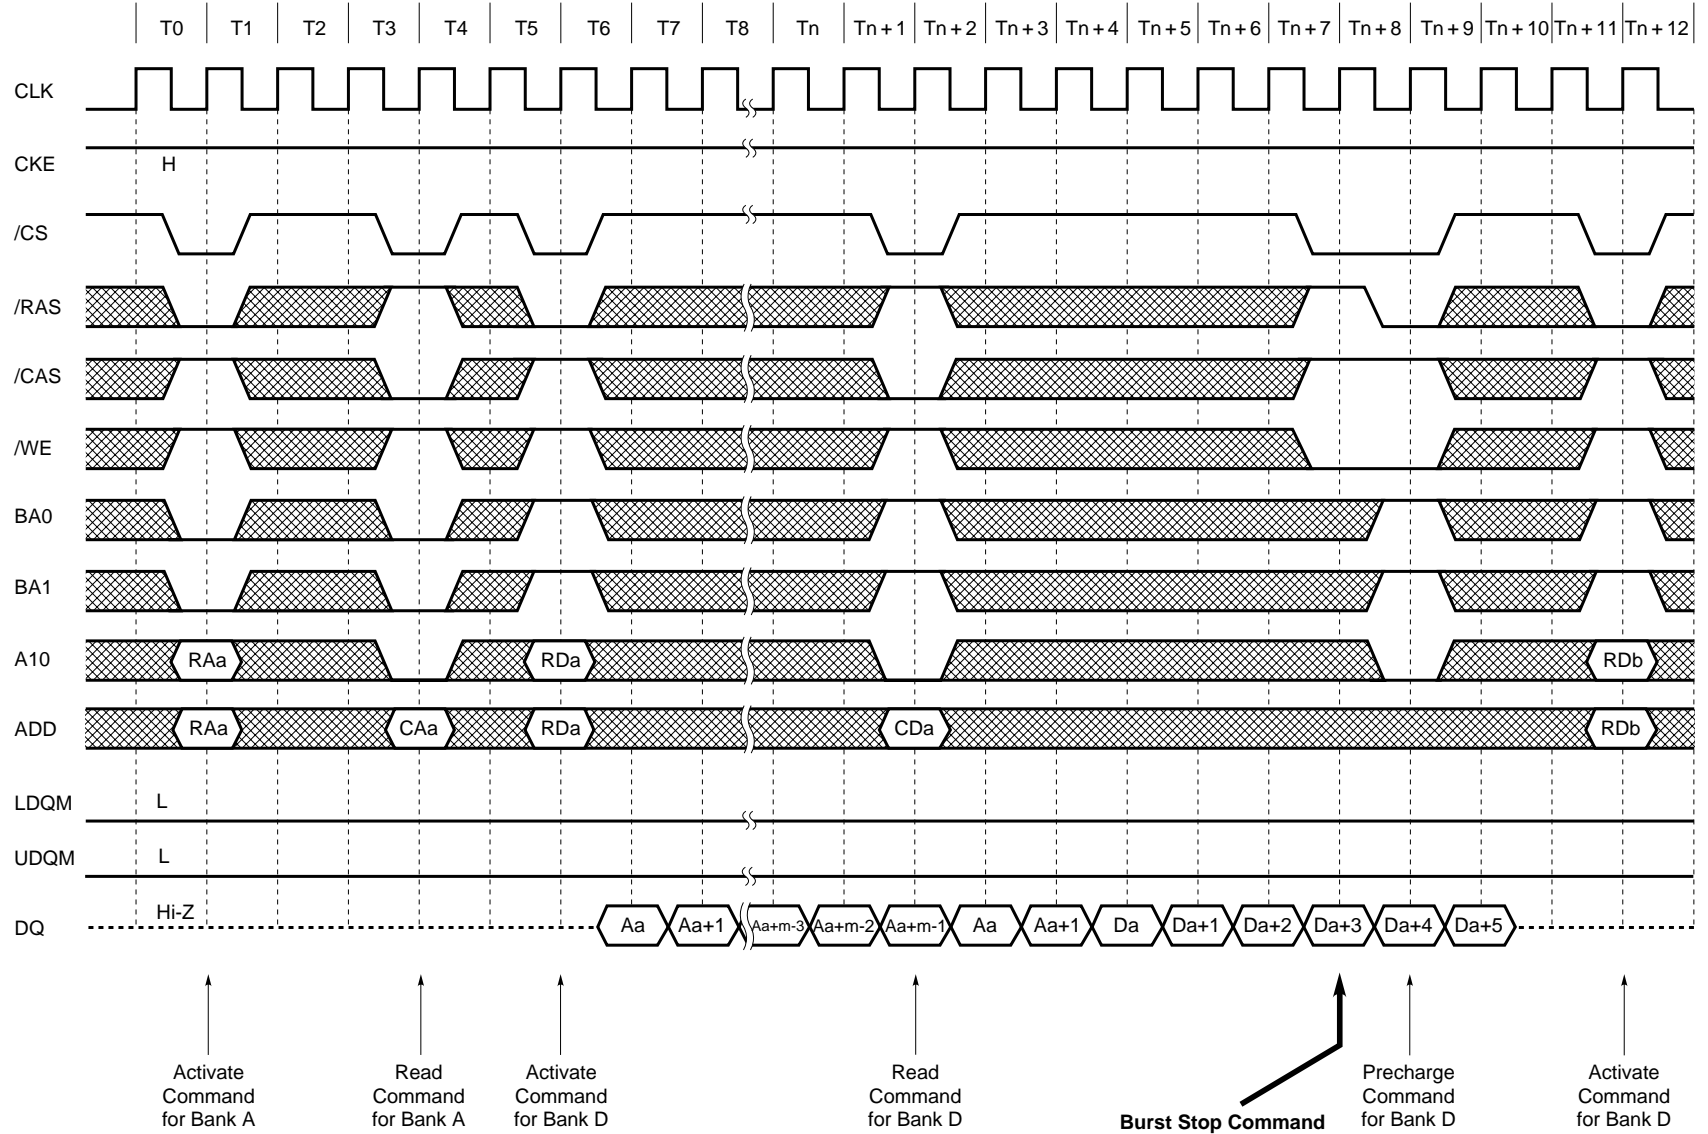 T0 T1 T2 T3 T4 T5 T6 T7 T8 Tn Tn + 1 Tn + 2 Tn + 3 Tn + 4 Tn + 5 Tn + 6 Tn + 7 Tn + 8 Tn + 9 Tn + 10 Tn + 11 Tn + 12
CLK
CKE H
/CS
/RAS
/CAS
/WE
BA0
BA1
A10 RAa RDa RDb
ADD RAa CAa RDa CDa RDb
LDQM L
UDQM L
DQ Hi-Z Aa Aa+1 Aa+m-3 Aa+m-2 Aa+m-1 Aa Aa+1 Da Da+1 Da+2 Da+3 Da+4 Da+5
Activate
Command
for Bank A
Read
Command
for Bank A
Activate
Command
for Bank D
Read
Command
for Bank D
Burst Stop Command
Precharge
Command
for Bank D
Activate
Command
for Bank D